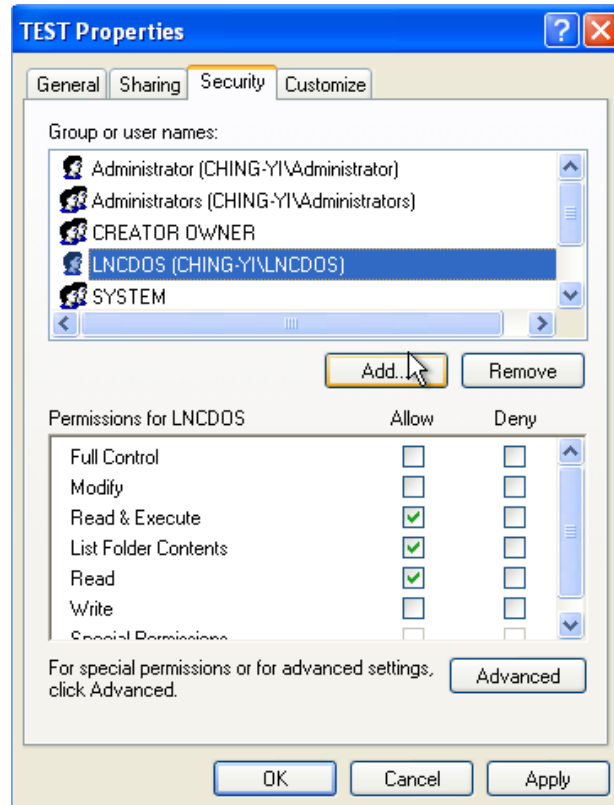 TEST Properties
General Sharing Security Customize
Group or user names:
Administrator (CHING-YI\Administrator)
Administrators (CHING-YI\Administrators)
CREATOR OWNER
LNCDOS (CHING-YI\LNCDOS)
SYSTEM
Add... Remove
Permissions for LNCDOS Allow Deny
Full Control
Modify
Read & Execute
List Folder Contents
Read
Write
Special Permissions
For special permissions or for advanced settings,
click Advanced.
Advanced
OK Cancel Apply